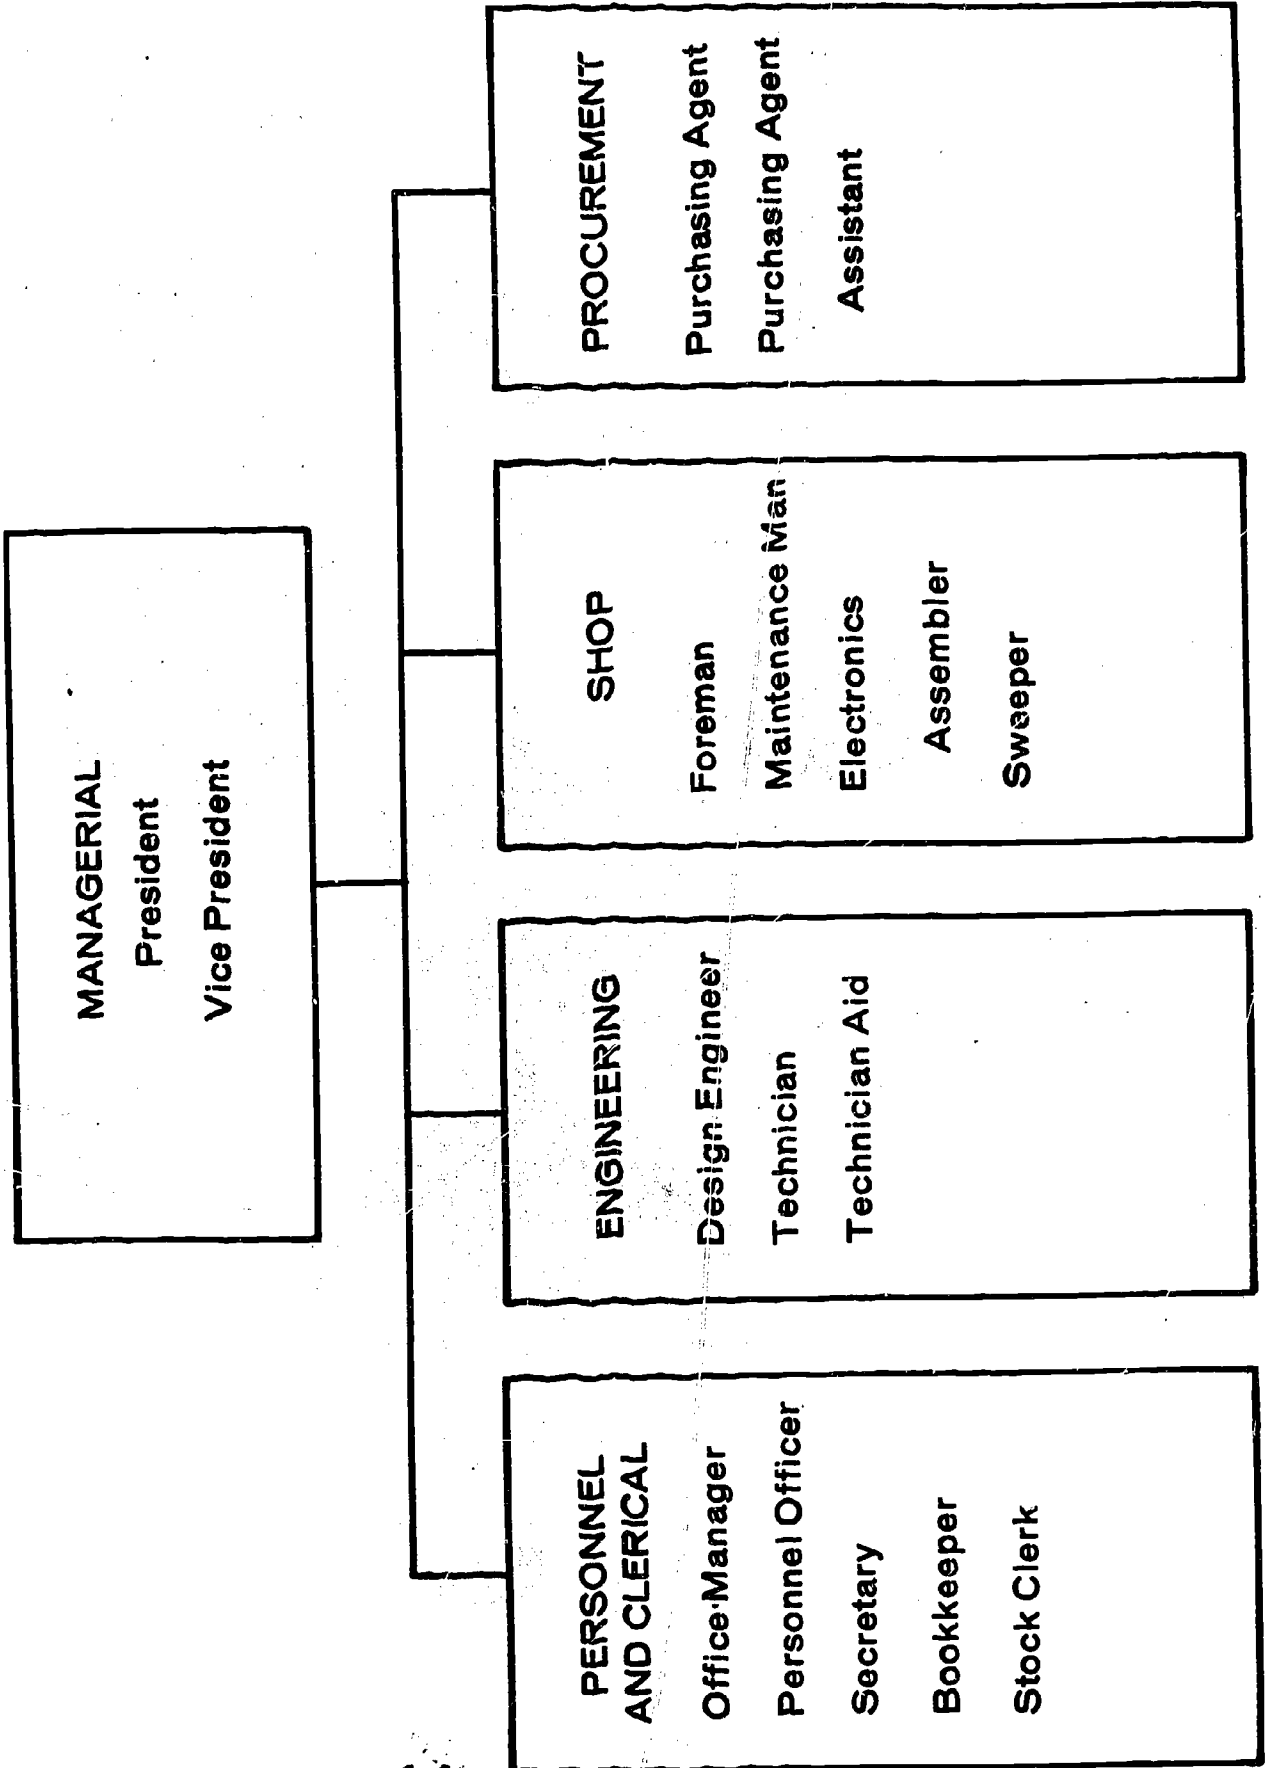 MANAGERIAL
President
Vice President
PERSONNEL
AND CLERICAL
Office Manager
Personnel Officer
Secretary
Bookkeeper
Stock Clerk
ENGINEERING
Design Engineer
Technician
Technician Aid
SHOP
Foreman
Maintenance Man
Electronics
Assembler
Sweeper
PROCUREMENT
Purchasing Agent
Purchasing Agent
Assistant